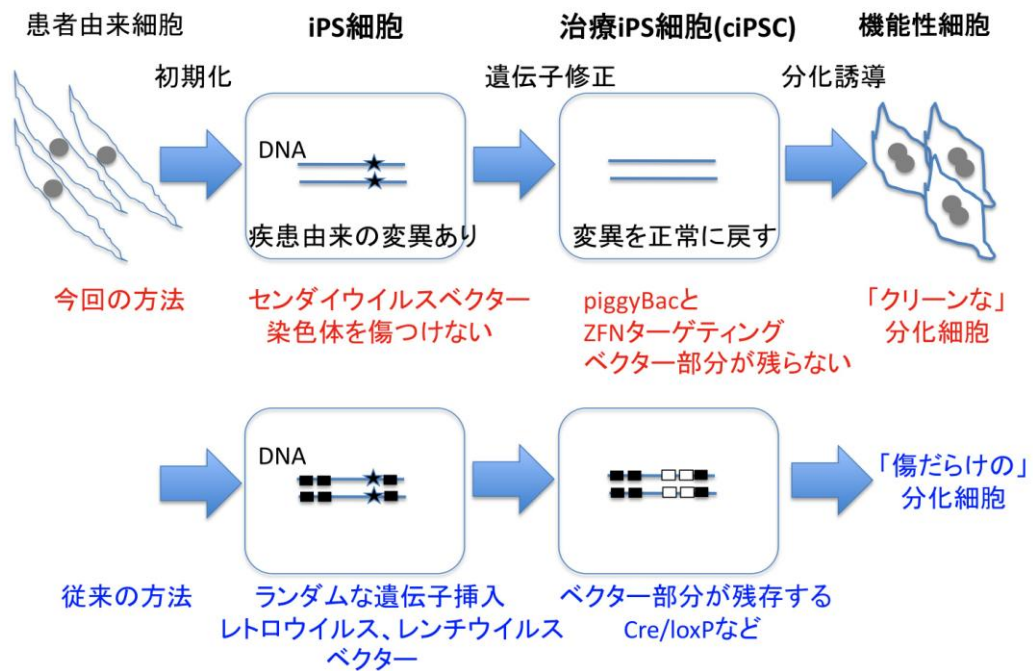 患者由来細胞
iPS細胞
治療iPS細胞(ciPSC)
機能性細胞
初期化
遺伝子修正
分化誘導
DNA
疾患由来の変異あり
変異を正常に戻す
今回の方法
センダイウイルスベクター
染色体を傷つけない
piggyBacと
ZFNターゲティング
ベクター部分が残らない
「クリーンな」
分化細胞
DNA
「傷だらけの」
分化細胞
従来の方法
ランダムな遺伝子挿入
レトロウイルス、レンチウイルス
ベクター
ベクター部分が残存する
Cre/loxPなど